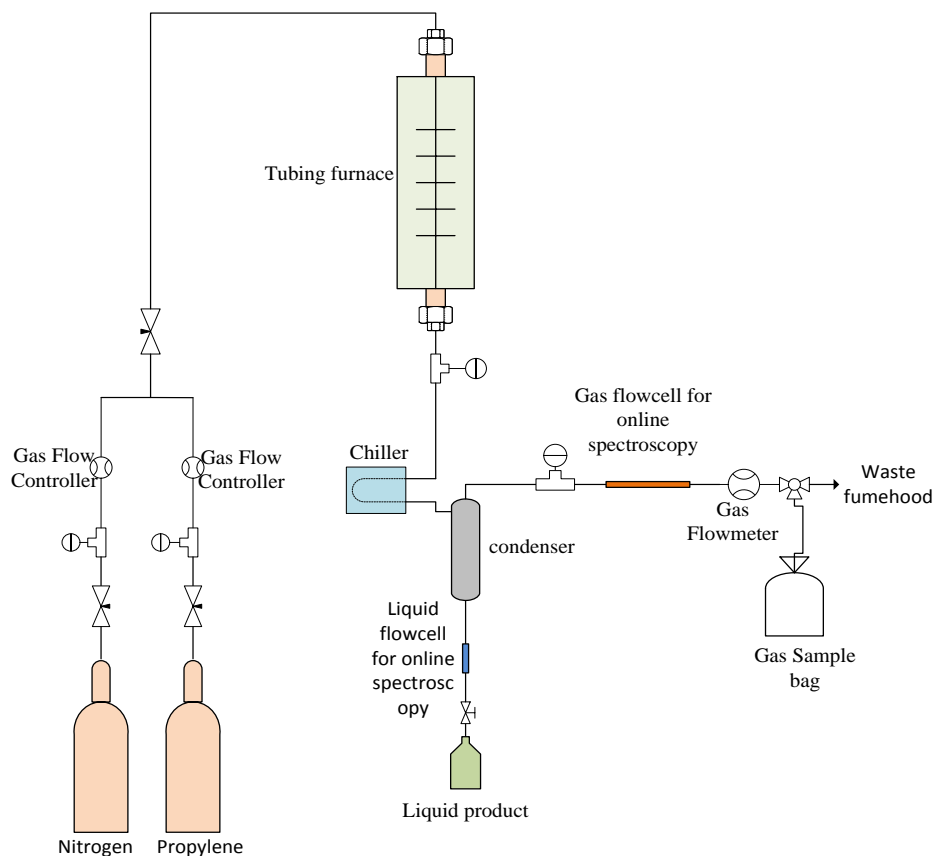 Tubing furnace
Gas flowcell for
online
spectroscopy
Chiller
Gas Flow
Controller
Gas Flow
Controller
Waste
fumehood
Gas
Flowmeter
condenser
Liquid
flowcell
for online
spectrosc
opy
Gas Sample
bag
Liquid product
Nitrogen
Propylene